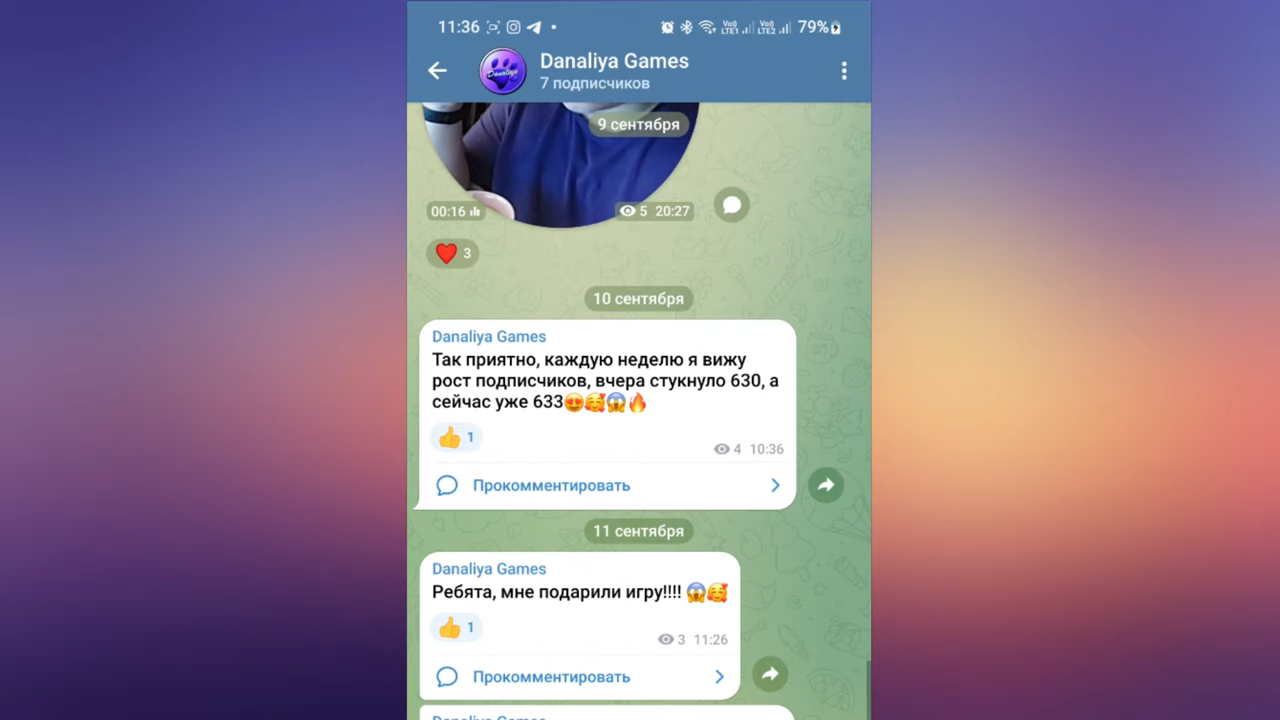 11:36 79%
Danaliya Games
7 подписчиков
9 сентября
00:16 5 20:27
3
10 сентября
Danaliya Games
Так приятно, каждую неделю я вижу
рост подписчиков, вчера стукнуло 630, а
сейчас уже 633😍🥰😱🔥
👍 1
4 10:36
Прокомментировать
11 сентября
Danaliya Games
Ребята, мне подарили игру!!!! 😱🥰
👍 1
3 11:26
Прокомментировать
Danaliya Games